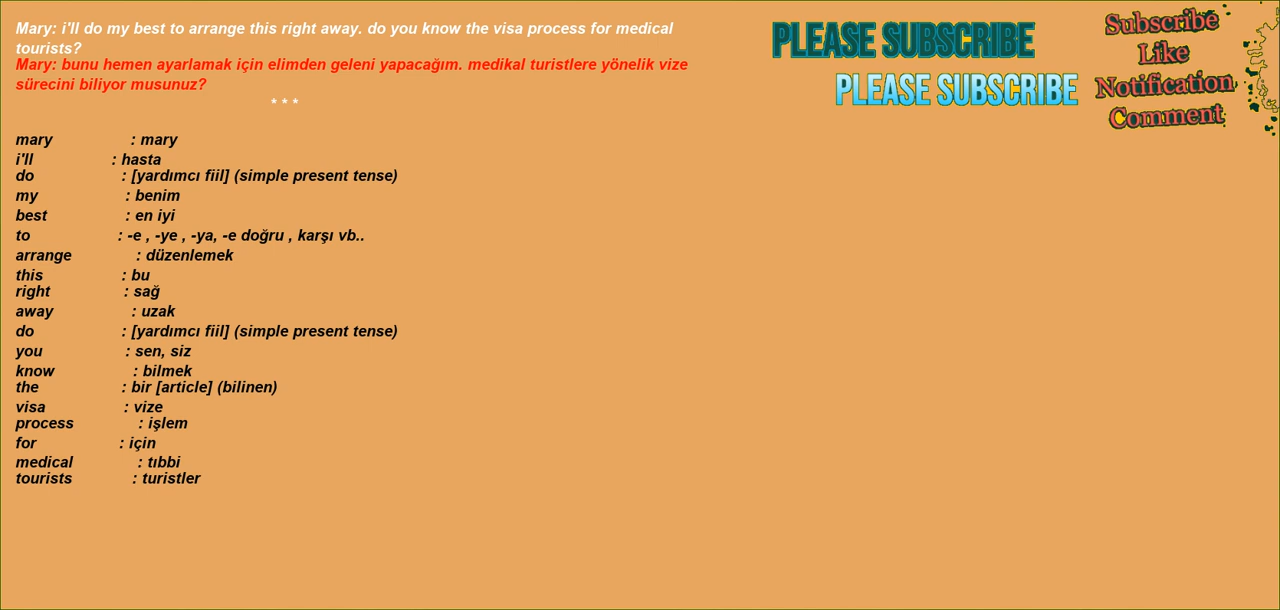 Mary: i'll do my best to arrange this right away. do you know the visa process for medical
tourists?
Mary: bunu hemen ayarlamak için elimden geleni yapacağım. medikal turistlere yönelik vize
sürecini biliyor musunuz?
* * *
mary : mary
i'll : hasta
do : [yardımcı fiil] (simple present tense)
my : benim
best : en iyi
to : -e , -ye , -ya, -e doğru , karşı vb..
arrange : düzenlemek
this : bu
right : sağ
away : uzak
do : [yardımcı fiil] (simple present tense)
you : sen, siz
know : bilmek
the : bir [article] (bilinen)
visa : vize
process : işlem
for : için
medical : tıbbi
tourists : turistler
PLEASE SUBSCRIBE
PLEASE SUBSCRIBE
Subscribe
Like
Notification
Comment